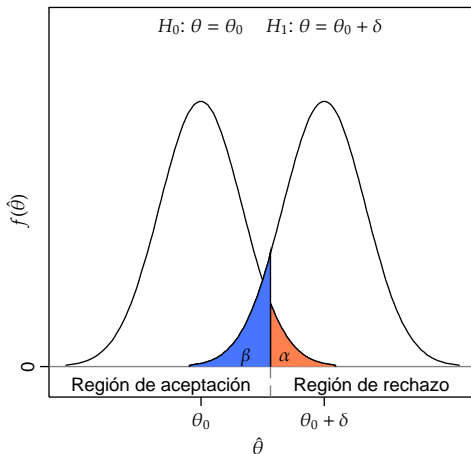 H₀: θ = θ₀ H₁: θ = θ₀ + δ
f(θ̂)
0
β α
Región de aceptación Región de rechazo
θ₀ θ₀ + δ
θ̂